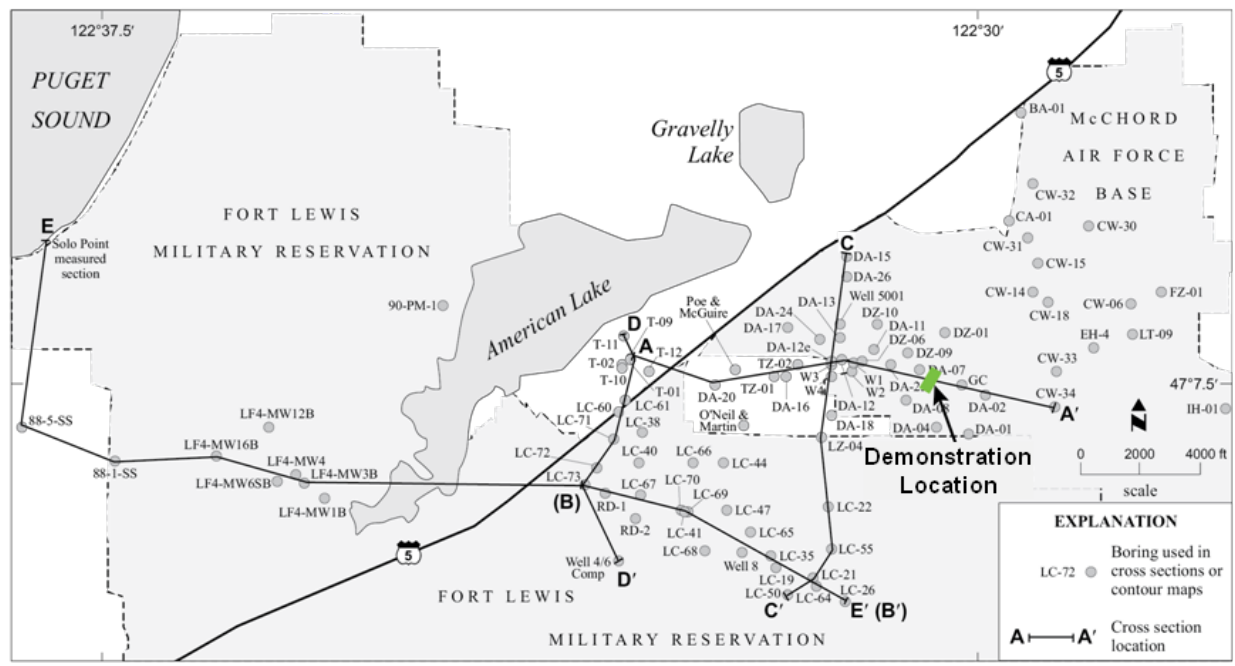 122°37.5'
122°30'
PUGET
SOUND
5
BA-01
McCHORD
AIR FORCE
BASE
Gravelly
Lake
CW-32
E
FORT LEWIS
MILITARY RESERVATION
CA-01
CW-30
CW-31
Solo Point
measured
section
C
DA-15
CW-15
DA-26
90-PM-1
American Lake
Poe &
McGuire
DA-13
Well 5001
CW-14
CW-06
FZ-01
DA-24
DZ-10
CW-18
D
T-09
DA-17
DA-11
DZ-01
EH-4
LT-09
T-11
A
T-12
DA-12c
DZ-06
DZ-09
T-02
TZ-02
DA-07
CW-33
T-10
W3
W1
TZ-01
W4
W2
DA-2
GC
47°7.5'
T-01
DA-20
CW-34
LC-60
LC-61
DA-16
DA-12
DA-08
DA-02
A'
IH-01
LF4-MW12B
LC-71
LC-38
O'Neil &
Martin
DA-18
DA-04
DA-01
N
88-5-SS
LF4-MW16B
LZ-04
Demonstration
Location
LC-72
LC-40
LC-66
LC-44
88-1-SS
LF4-MW4
LF4-MW3B
LC-73
LC-70
0 2000 4000 ft
scale
LF4-MW6SB
LC-67
LC-69
(B)
RD-1
LC-47
LC-22
LF4-MW1B
RD-2
LC-41
LC-65
EXPLANATION
5
LC-68
Well 8
LC-35
LC-55
Well 4/6
Comp
LC-19
LC-21
LC-72
Boring used in
cross sections or
contour maps
D'
LC-50
LC-64
LC-26
FORT LEWIS
C'
E' (B')
MILITARY RESERVATION
A
A'
Cross section
location